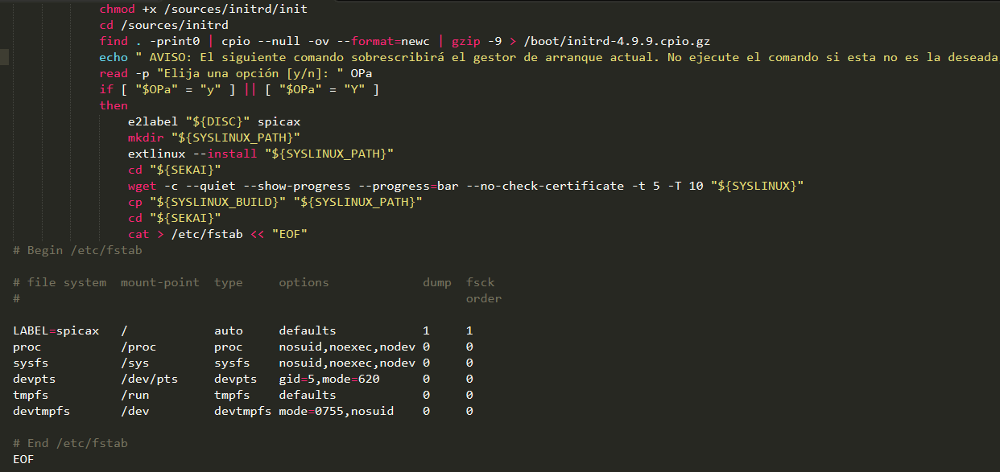 chmod +x /sources/initrd/init
cd /sources/initrd
find . -print0 | cpio --null -ov --format=newc | gzip -9 > /boot/initrd-4.9.9.cpio.gz
echo " AVISO: El siguiente comando sobrescribirá el gestor de arranque actual. No ejecute el comando si esta no es la deseada
read -p "Elija una opción [y/n]: " OPa
if [ "$OPa" = "y" ] || [ "$OPa" = "Y" ]
then
e2label "${DISC}" spicax
mkdir "${SYSLINUX_PATH}"
extlinux --install "${SYSLINUX_PATH}"
cd "${SEKAI}"
wget -c --quiet --show-progress --progress=bar --no-check-certificate -t 5 -T 10 "${SYSLINUX}"
cp "${SYSLINUX_BUILD}" "${SYSLINUX_PATH}"
cd "${SEKAI}"
cat > /etc/fstab << "EOF"
# Begin /etc/fstab
# file system  mount-point  type     options             dump  fsck
#                                                              order
LABEL=spicax   /            auto     defaults            1     1
proc           /proc        proc     nosuid,noexec,nodev 0     0
sysfs          /sys         sysfs    nosuid,noexec,nodev 0     0
devpts         /dev/pts     devpts   gid=5,mode=620      0     0
tmpfs          /run         tmpfs    defaults            0     0
devtmpfs       /dev         devtmpfs mode=0755,nosuid    0     0
# End /etc/fstab
EOF